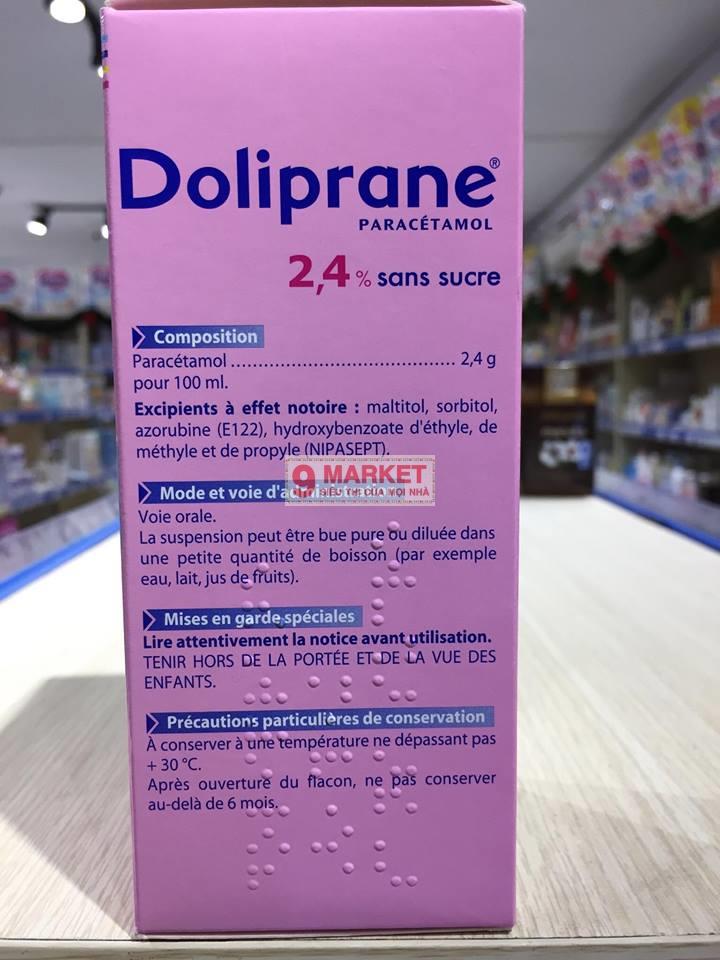 Doliprane®
PARACÉTAMOL
2,4 % sans sucre
Composition
Paracétamol ......................................... 2,4 g
pour 100 ml.
Excipients à effet notoire : maltitol, sorbitol,
azorubine (E122), hydroxybenzoate d'éthyle, de
méthyle et de propyle (NIPASEPT).
9 MARKET
SIÊU THỊ CỦA MỌI NHÀ
Mode et voie
Voie orale.
La suspension peut être bue pure ou diluée dans
une petite quantité de boisson (par exemple
eau, lait, jus de fruits).
Mises en garde spéciales
Lire attentivement la notice avant utilisation.
TENIR HORS DE LA PORTÉE ET DE LA VUE DES
ENFANTS.
Précautions particulières de conservation
À conserver à une température ne dépassant pas
+ 30 °C.
Après ouverture du flacon, ne pas conserver
au-delà de 6 mois.